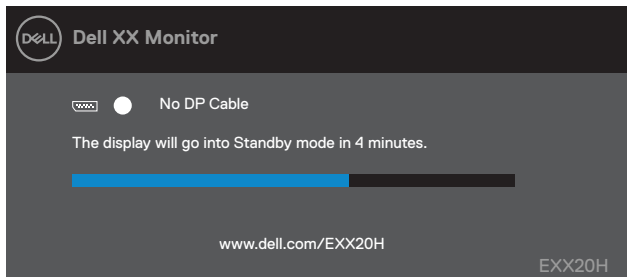 DELL Dell XX Monitor
No DP Cable
The display will go into Standby mode in 4 minutes.
www.dell.com/EXX20H
EXX20H